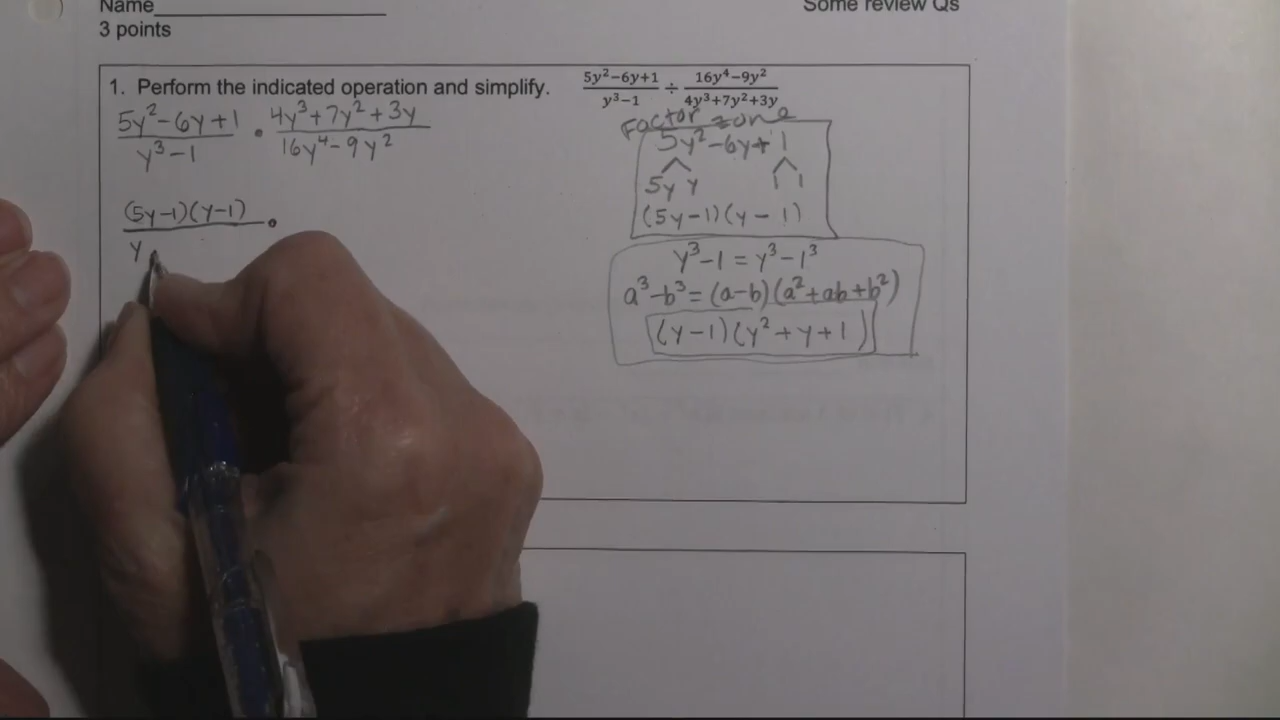 Name
Some review Qs
3 points
1. Perform the indicated operation and simplify. (5y²−6y+1)/(y³−1) ÷ (16y⁴−9y²)/(4y³+7y²+3y)
(5y²-6y+1)/(y³-1) • (4y³+7y²+3y)/(16y⁴-9y²)
Factor zone
5y²-6y+1
5y y 1 1
(5y-1)(y-1)
(5y-1)(y-1) •
y
y³-1 = y³-1³
a³-b³=(a-b)(a²+ab+b²)
(y-1)(y²+y+1)